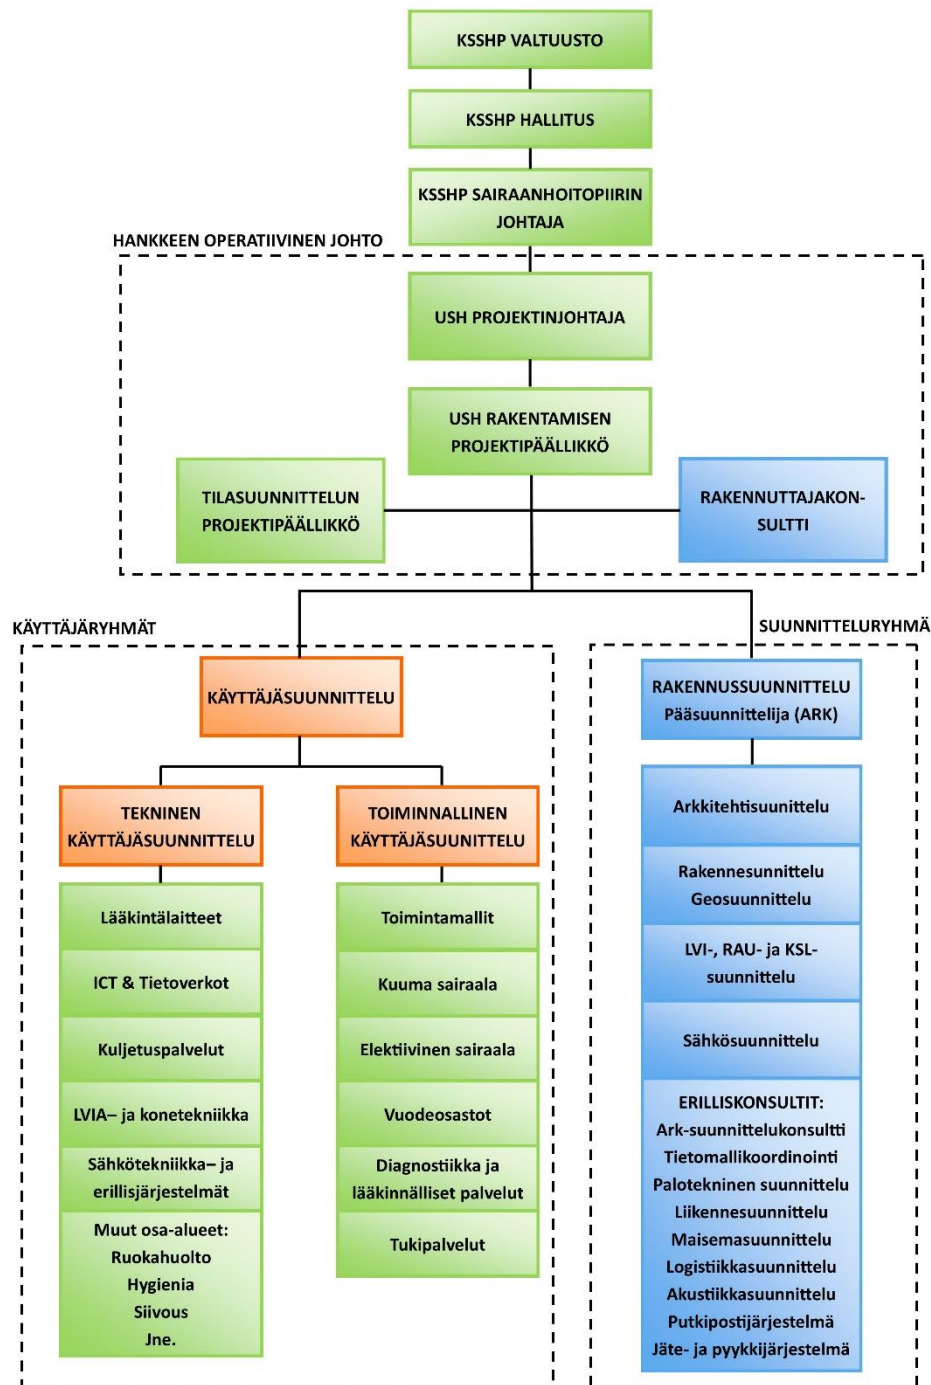 KSSHP VALTUUSTO
KSSHP HALLITUS
KSSHP SAIRAANHOITOPIIRIN
JOHTAJA
HANKKEEN OPERATIIVINEN JOHTO
USH PROJEKTINJOHTAJA
USH RAKENTAMISEN
PROJEKTIPÄÄLLIKKÖ
TILASUUNNITTELUN
PROJEKTIPÄÄLLIKKÖ
RAKENNUTTAJAKON-
SULTTI
KÄYTTÄJÄRYHMÄT
KÄYTTÄJÄSUUNNITTELU
TEKNINEN
KÄYTTÄJÄSUUNNITTELU
Lääkintälaitteet
ICT & Tietoverkot
Kuljetuspalvelut
LVIA– ja konetekniikka
Sähkötekniikka– ja
erillisjärjestelmät
Muut osa-alueet:
Ruokahuolto
Hygienia
Siivous
Jne.
TOIMINNALLINEN
KÄYTTÄJÄSUUNITTELU
Toimintamallit
Kuuma sairaala
Elektiivinen sairaala
Vuodeosastot
Diagnostiikka ja
lääkinnälliset palvelut
Tukipalvelut
SUUNNITTELURYHMÄ
RAKENNUSSUUNNITTELU
Pääsuunnittelija (ARK)
Arkkitehtisuunittelu
Rakennesunnittelu
Geosuunnittelu
LVI-, RAU- ja KSL-
suunnittelu
Sähkösuunnittelu
ERILLISKONSULTIT:
Ark-suunnittelukonsultti
Tietomallikoordinointi
Palotekninen suunnittelu
Liikennesuunnittelu
Maisemasuunnittelu
Logistiikkasuunnittelu
Akustiikkasuunnittelu
Putkipostijärjestelmä
Jäte- ja pyykkijärjestelmä